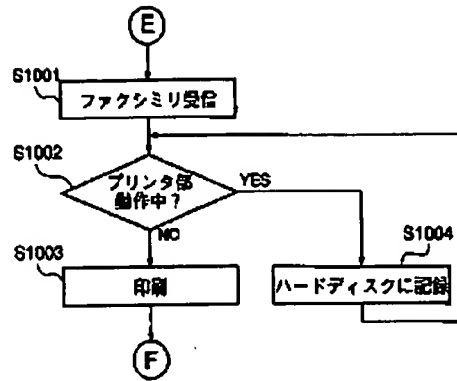 E
S1001
ファクシミリ受信
S1002
プリンタ部
動作中？
YES
NO
S1003
印刷
S1004
ハードディスクに記録
F